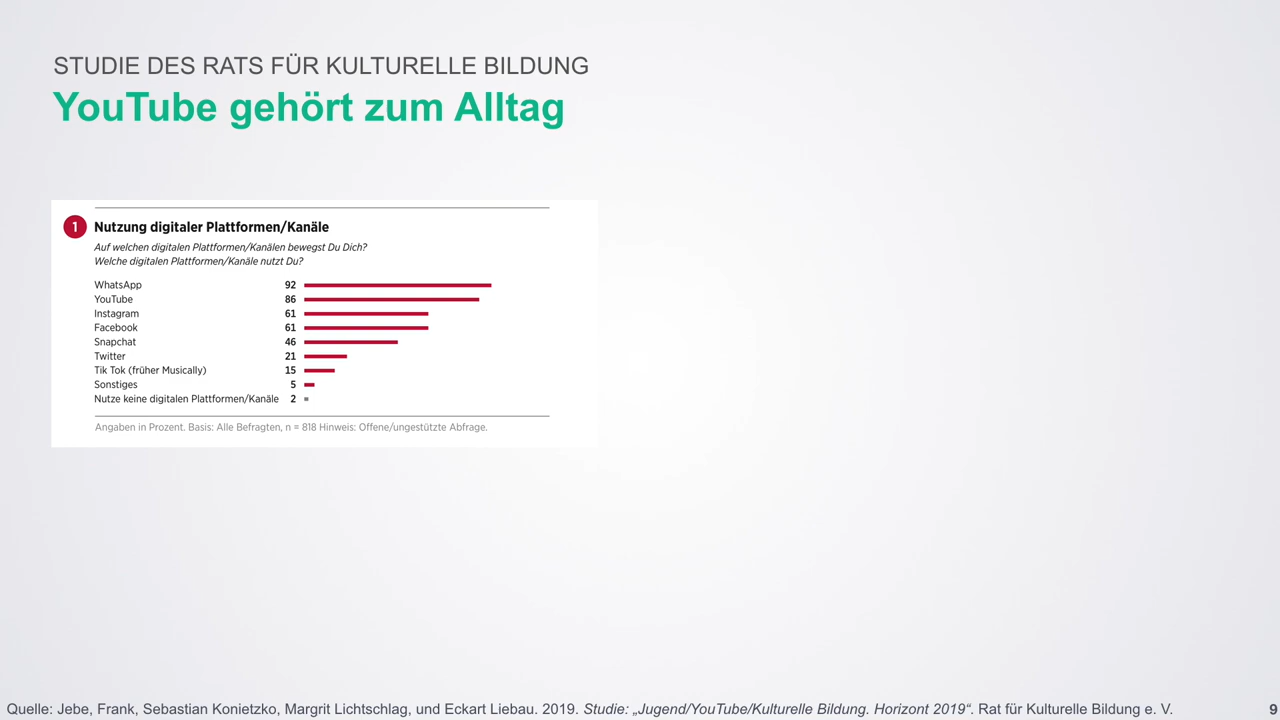 STUDIE DES RATS FÜR KULTURELLE BILDUNG
YouTube gehört zum Alltag
1 Nutzung digitaler Plattformen/Kanäle
Auf welchen digitalen Plattformen/Kanälen bewegst Du Dich?
Welche digitalen Plattformen/Kanäle nutzt Du?
WhatsApp 92
YouTube 86
Instagram 61
Facebook 61
Snapchat 46
Twitter 21
Tik Tok (früher Musically) 15
Sonstiges 5
Nutze keine digitalen Plattformen/Kanäle 2
Angaben in Prozent. Basis: Alle Befragten, n = 818 Hinweis: Offene/ungestützte Abfrage.
Quelle: Jebe, Frank, Sebastian Konietzko, Margrit Lichtschlag, und Eckart Liebau. 2019. Studie: „Jugend/YouTube/Kulturelle Bildung. Horizont 2019“. Rat für Kulturelle Bildung e. V. 9